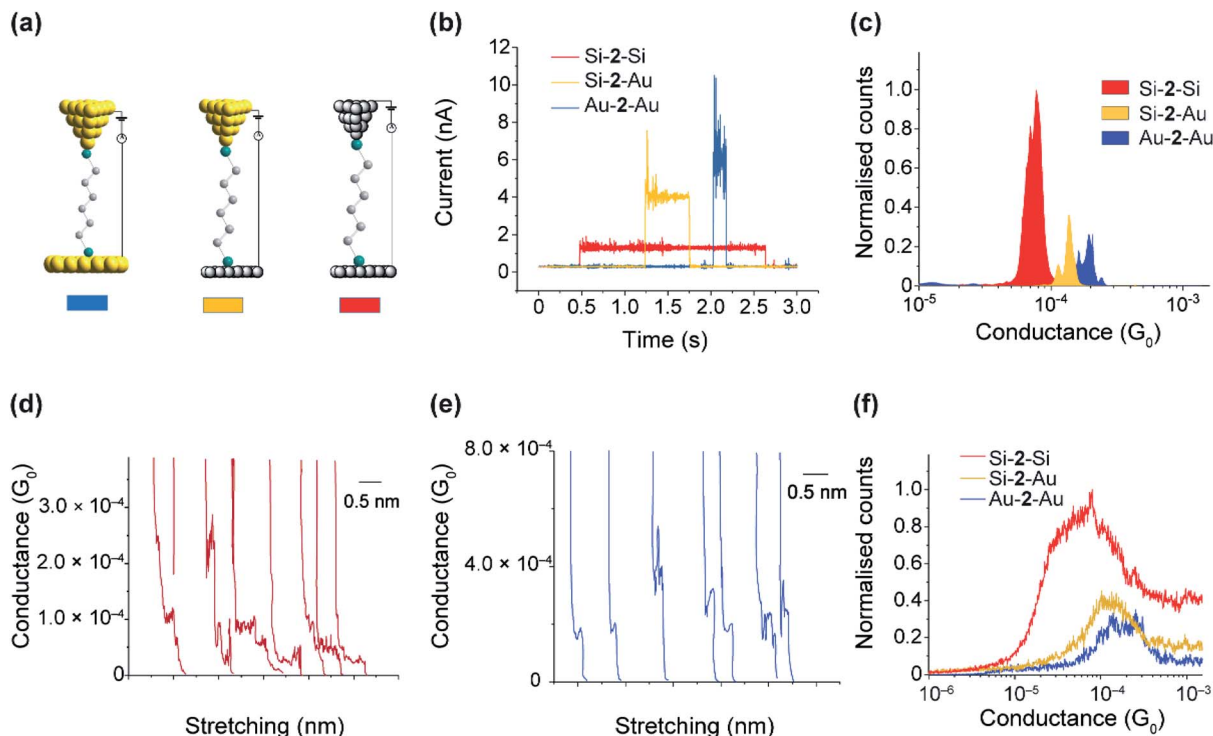 (a)
(b)
Current (nA)
12
10
8
6
4
2
0
Si-2-Si
Si-2-Au
Au-2-Au
0
0.5
1.0
1.5
2.0
2.5
3.0
Time (s)
(c)
Normalised counts
1.0
0.8
0.6
0.4
0.2
0
Si-2-Si
Si-2-Au
Au-2-Au
10⁻⁵
10⁻⁴
10⁻³
Conductance (G₀)
(d)
Conductance (G₀)
3.0 × 10⁻⁴
2.0 × 10⁻⁴
1.0 × 10⁻⁴
0
0.5 nm
Stretching (nm)
(e)
Conductance (G₀)
8.0 × 10⁻⁴
4.0 × 10⁻⁴
0
0.5 nm
Stretching (nm)
(f)
Normalised counts
Si-2-Si
Si-2-Au
Au-2-Au
1.0
0.8
0.6
0.4
0.2
0
10⁻⁶
10⁻⁵
10⁻⁴
10⁻³
Conductance (G₀)